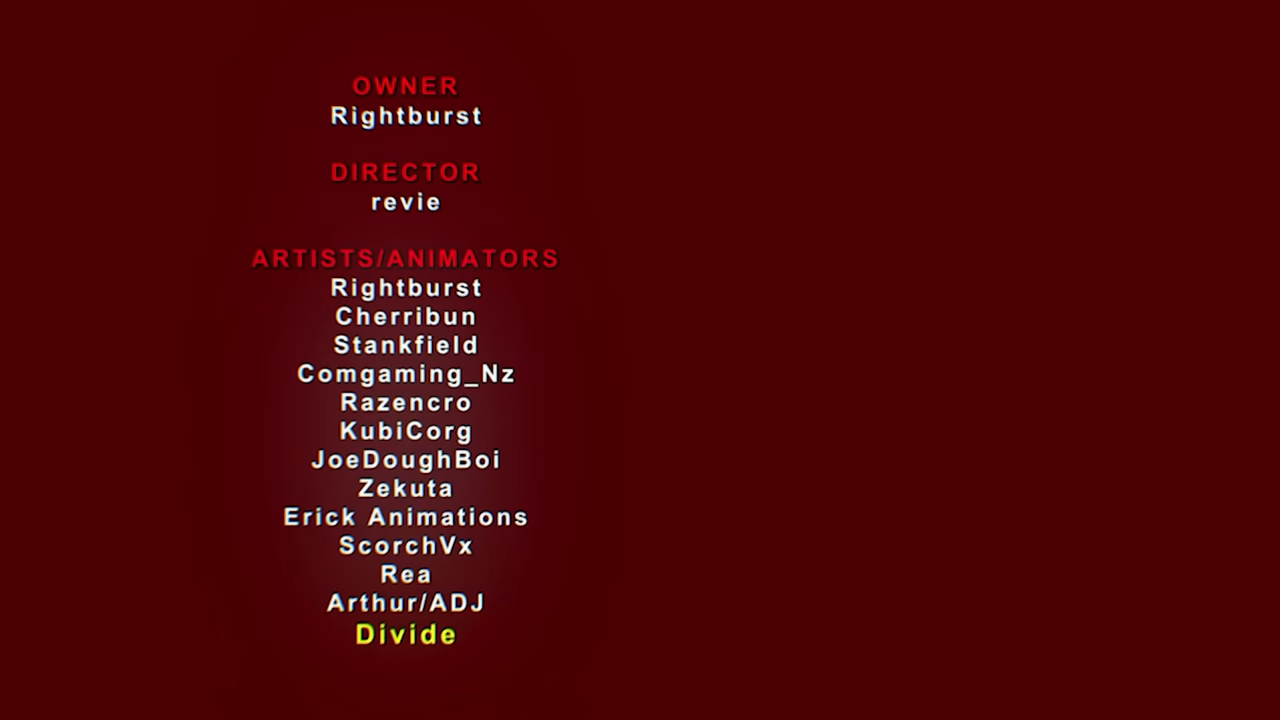 OWNER
Rightburst
DIRECTOR
revie
ARTISTS/ANIMATORS
Rightburst
Cherribun
Stankfield
Comgaming_Nz
Razencro
KubiCorg
JoeDoughBoi
Zekuta
Erick Animations
ScorchVx
Rea
Arthur/ADJ
Divide